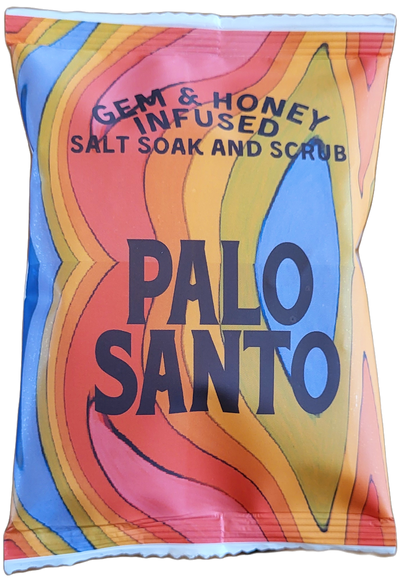 GEM & HONEY
INFUSED
SALT SOAK AND SCRUB
PALO
SANTO